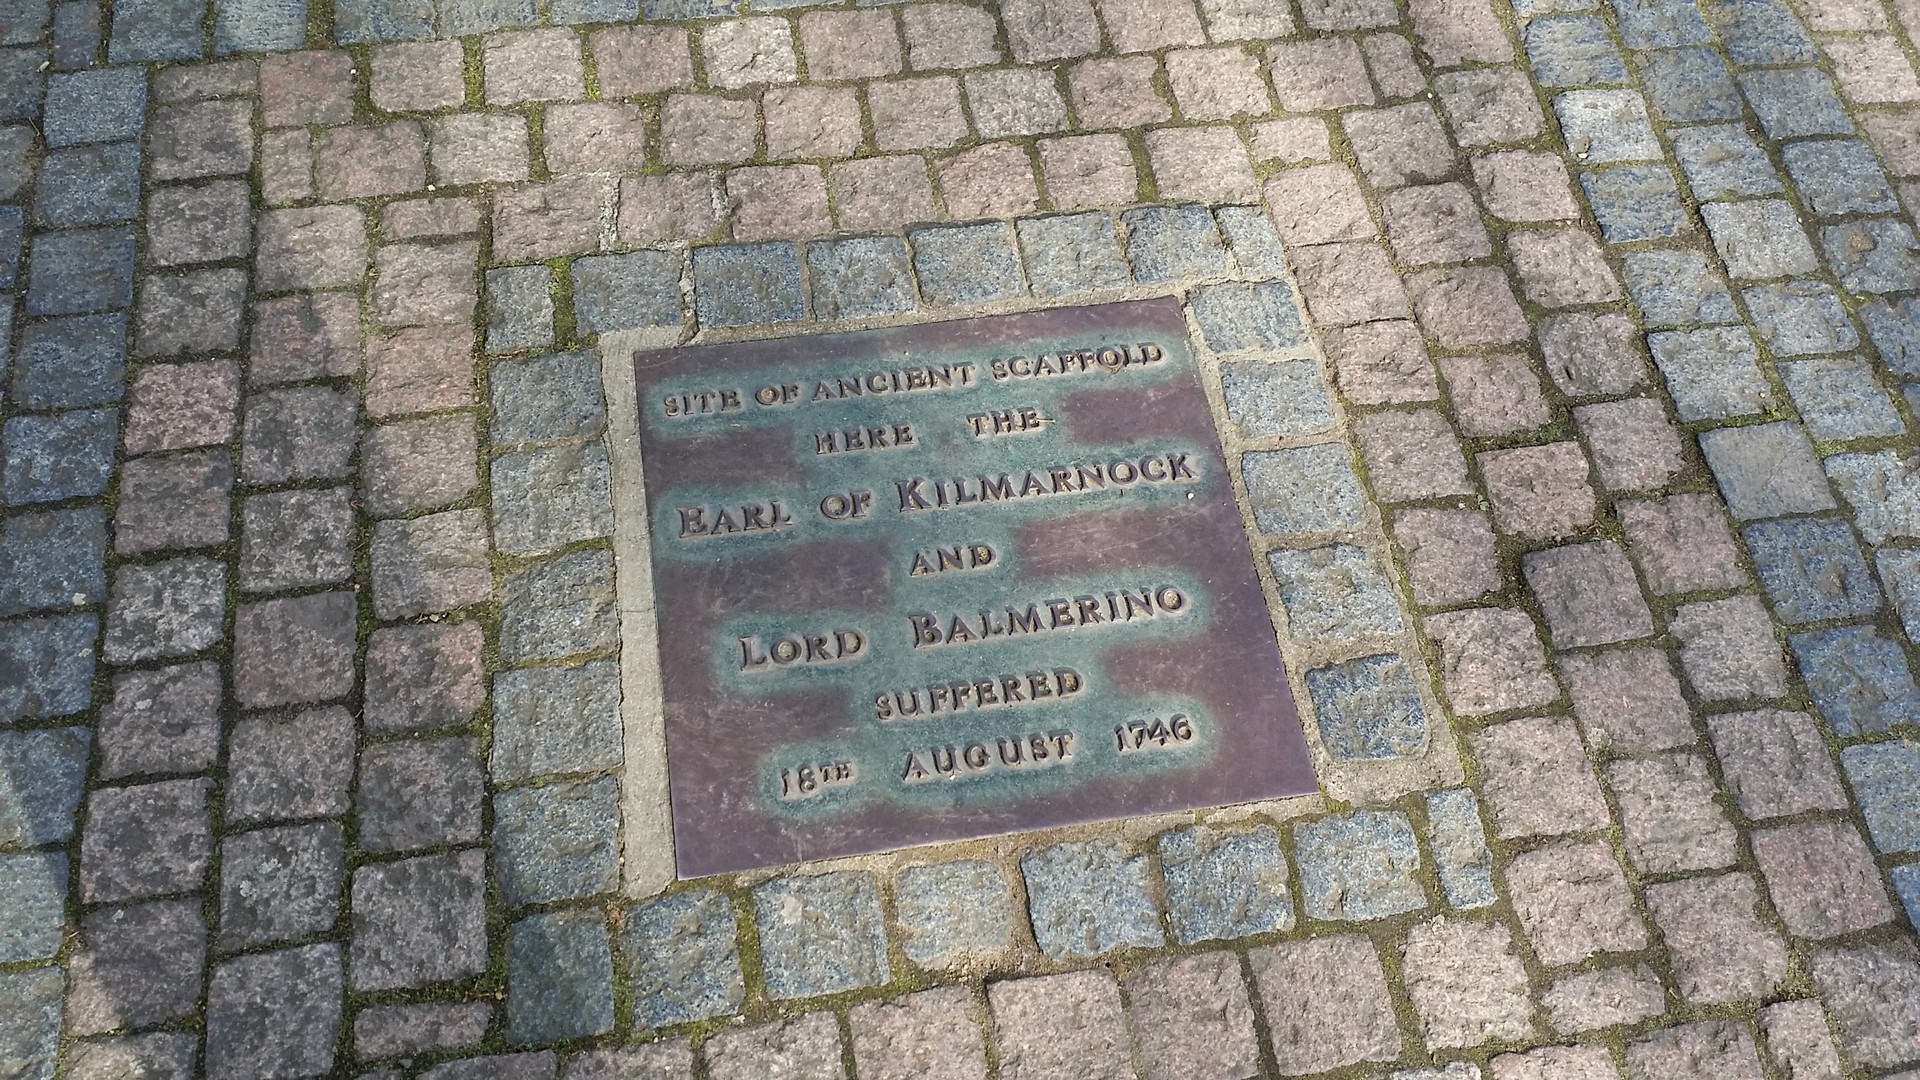 SITE OF ANCIENT SCAFFOLD
HERE THE
EARL OF KILMARNOCK
AND
LORD BALMERINO
SUFFERED
18TH AUGUST 1746